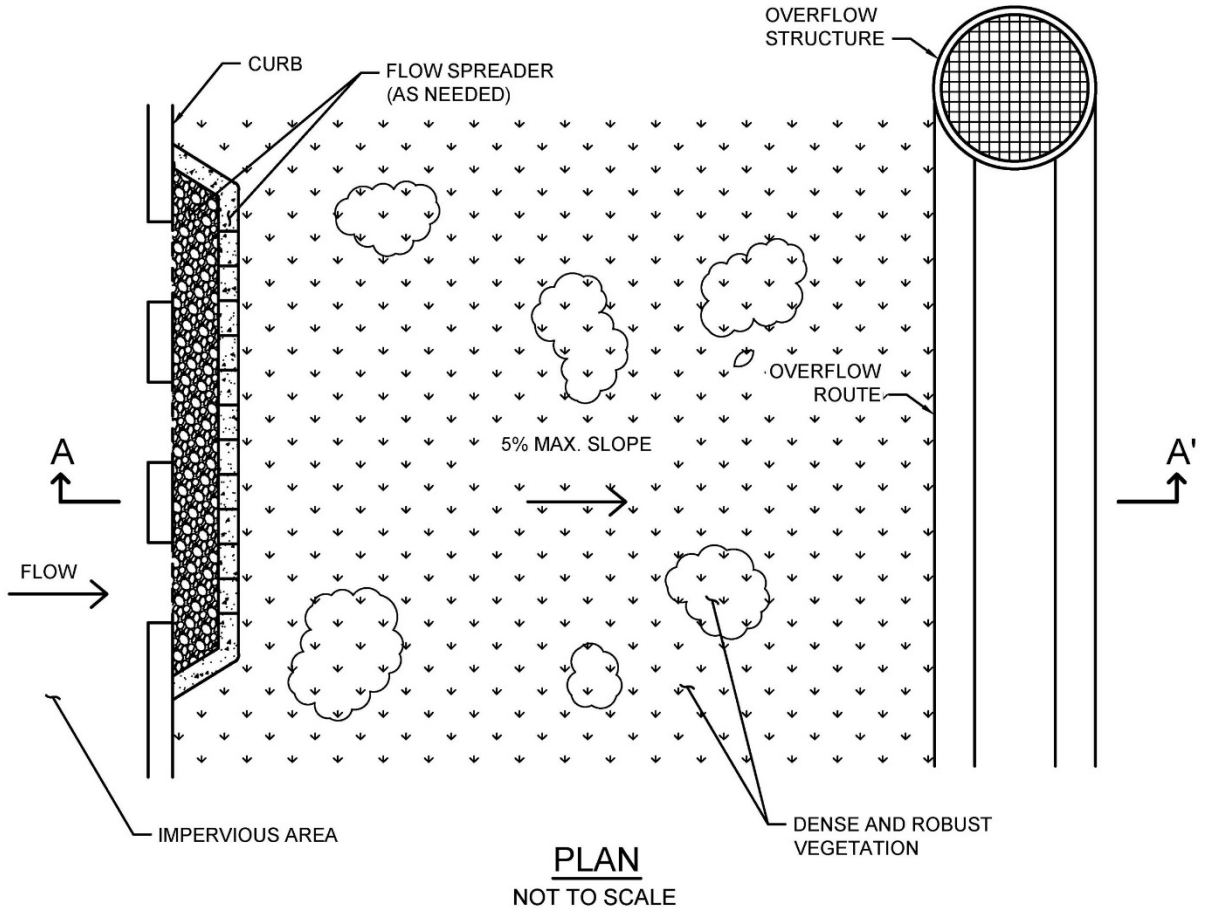 OVERFLOW
STRUCTURE
CURB
FLOW SPREADER
(AS NEEDED)
OVERFLOW
ROUTE
5% MAX. SLOPE
A
A'
FLOW
IMPERVIOUS AREA
DENSE AND ROBUST
VEGETATION
PLAN
NOT TO SCALE